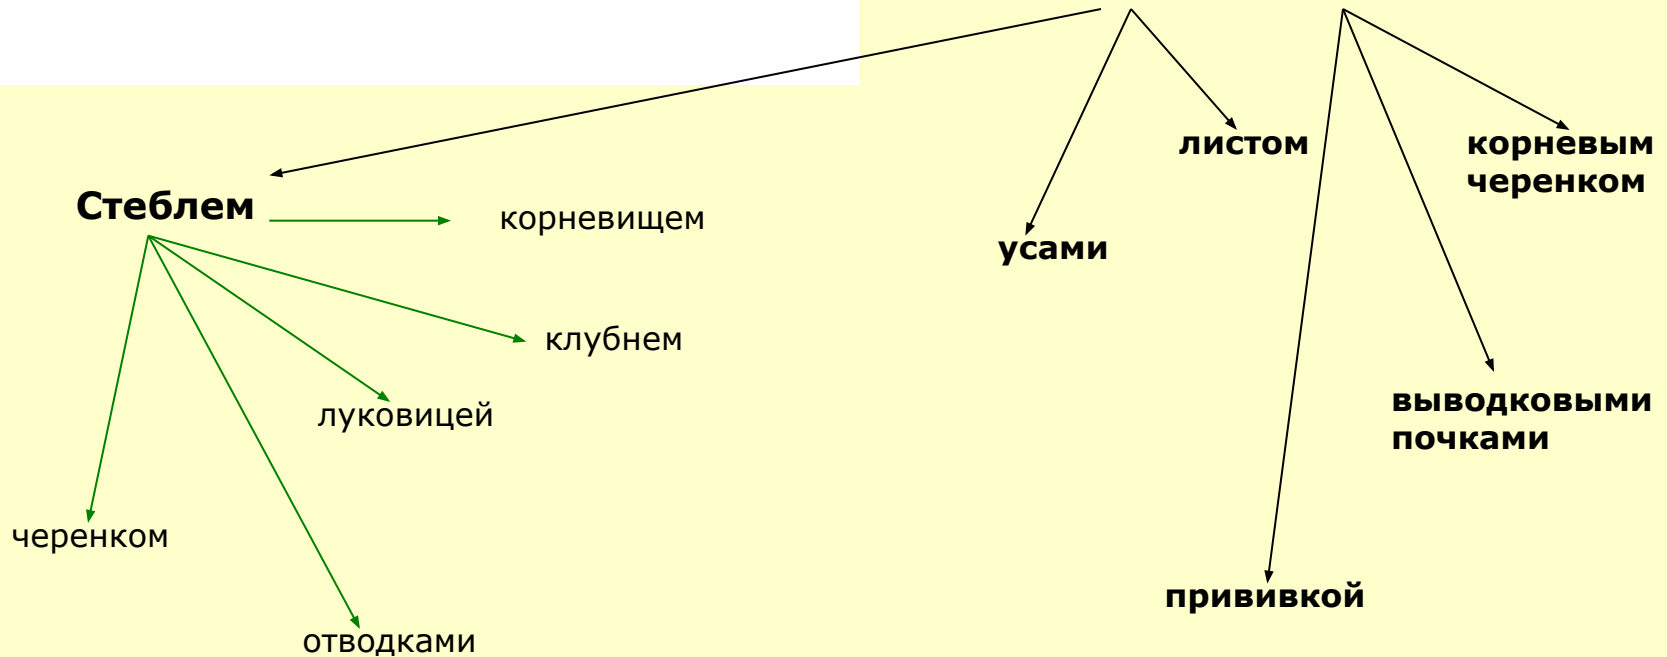 листом
корневым
черенком
Стеблем
корневищем
усами
клубнем
луковицей
выводковыми
почками
черенком
прививкой
отводками